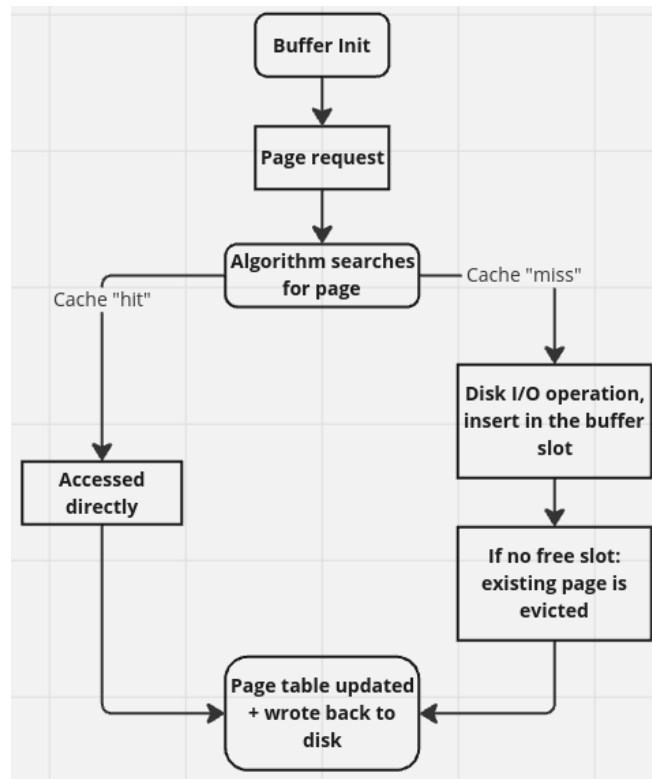 Buffer Init
Page request
Algorithm searches
for page
Cache "hit"
Cache "miss"
Disk I/O operation,
insert in the buffer
slot
Accessed
directly
If no free slot:
existing page is
evicted
Page table updated
+ wrote back to
disk